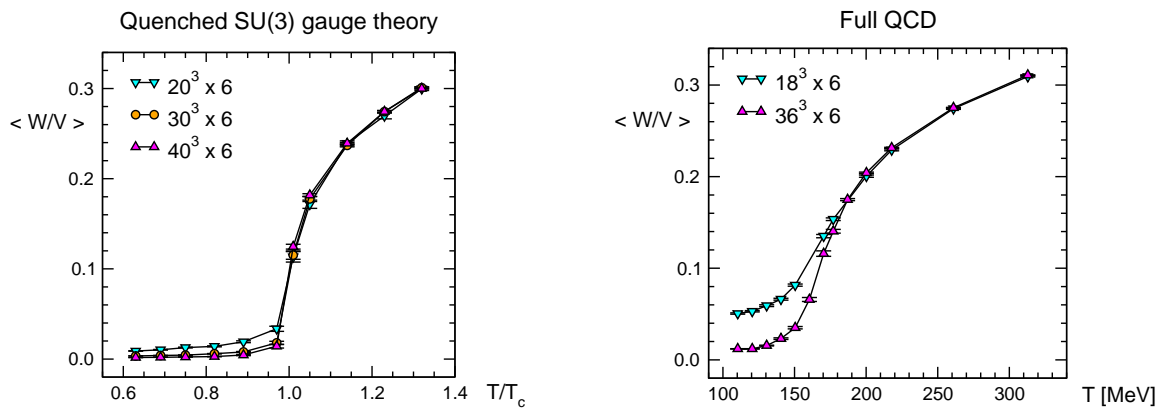 Quenched SU(3) gauge theory
< W/V >
20³ x 6
30³ x 6
40³ x 6
0.3
0.2
0.1
0.0
0.6 0.8 1.0 1.2 1.4
T/T_c
Full QCD
< W/V >
18³ x 6
36³ x 6
0.3
0.2
0.1
0.0
100 150 200 250 300
T [MeV]